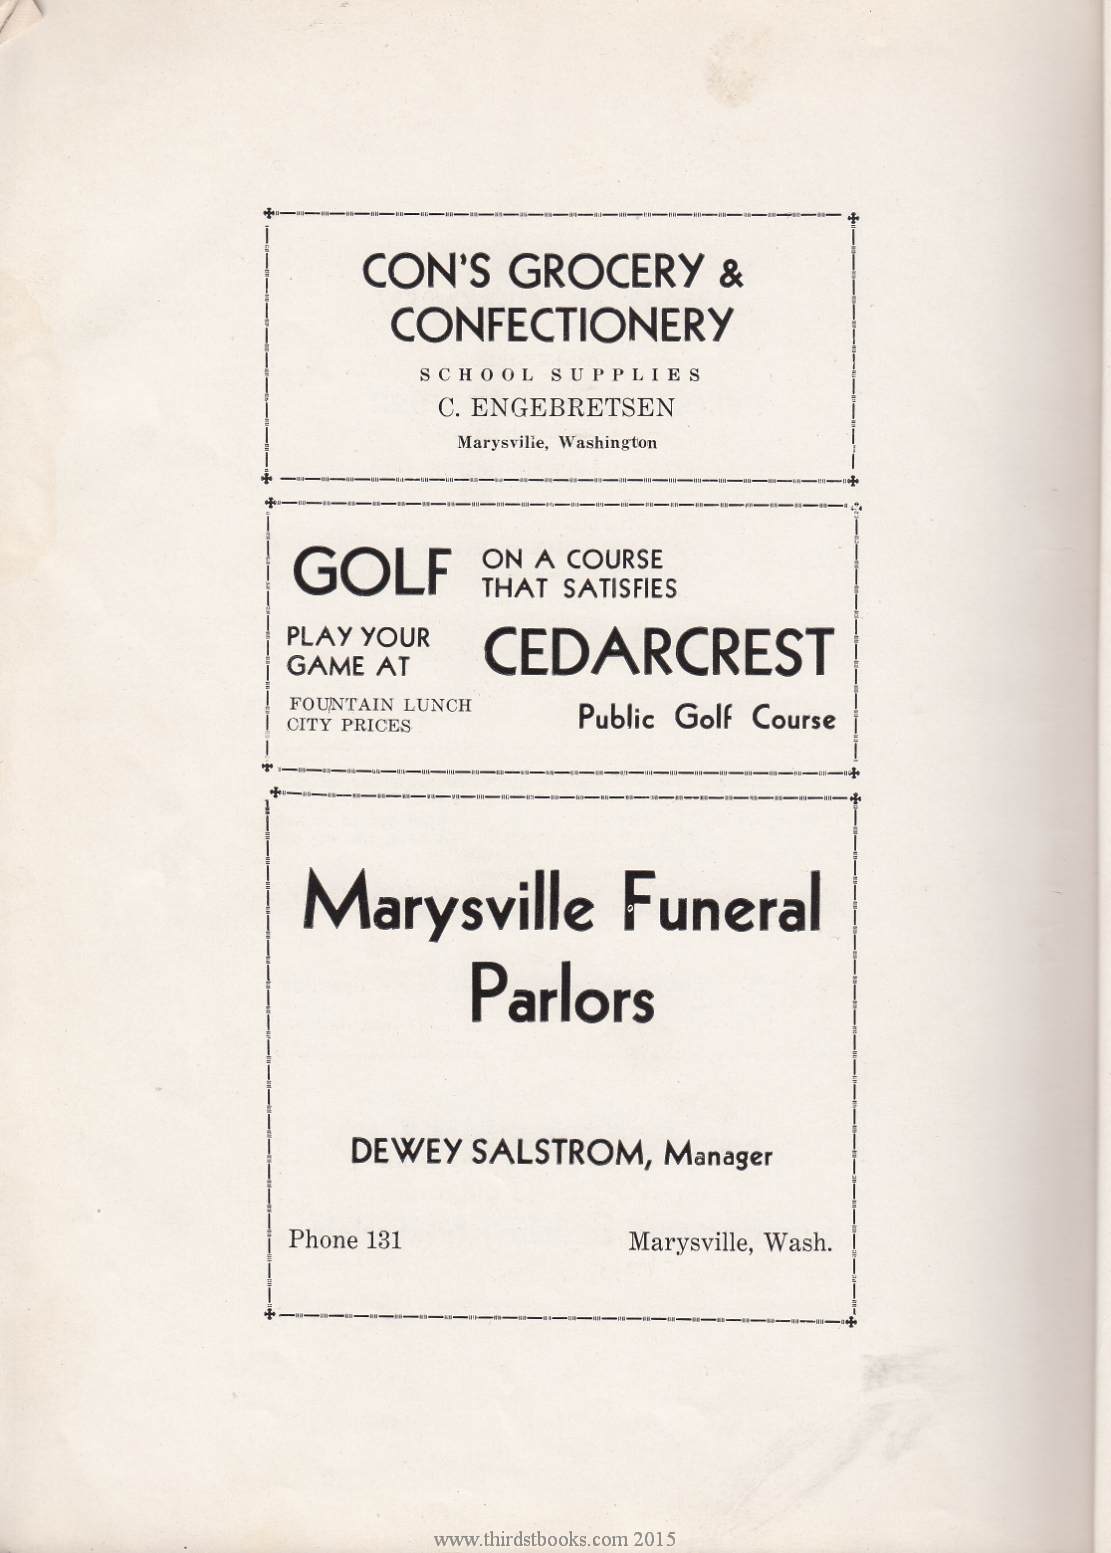 CON'S GROCERY &
CONFECTIONERY
SCHOOL SUPPLIES
C. ENGEBRETSEN
Marysville, Washington
GOLF ON A COURSE
THAT SATISFIES
PLAY YOUR
GAME AT
CEDARCREST
FOUNTAIN LUNCH
CITY PRICES
Public Golf Course
Marysville Funeral
Parlors
DEWEY SALSTROM, Manager
Phone 131 Marysville, Wash.
www.thirdstbooks.com 2015